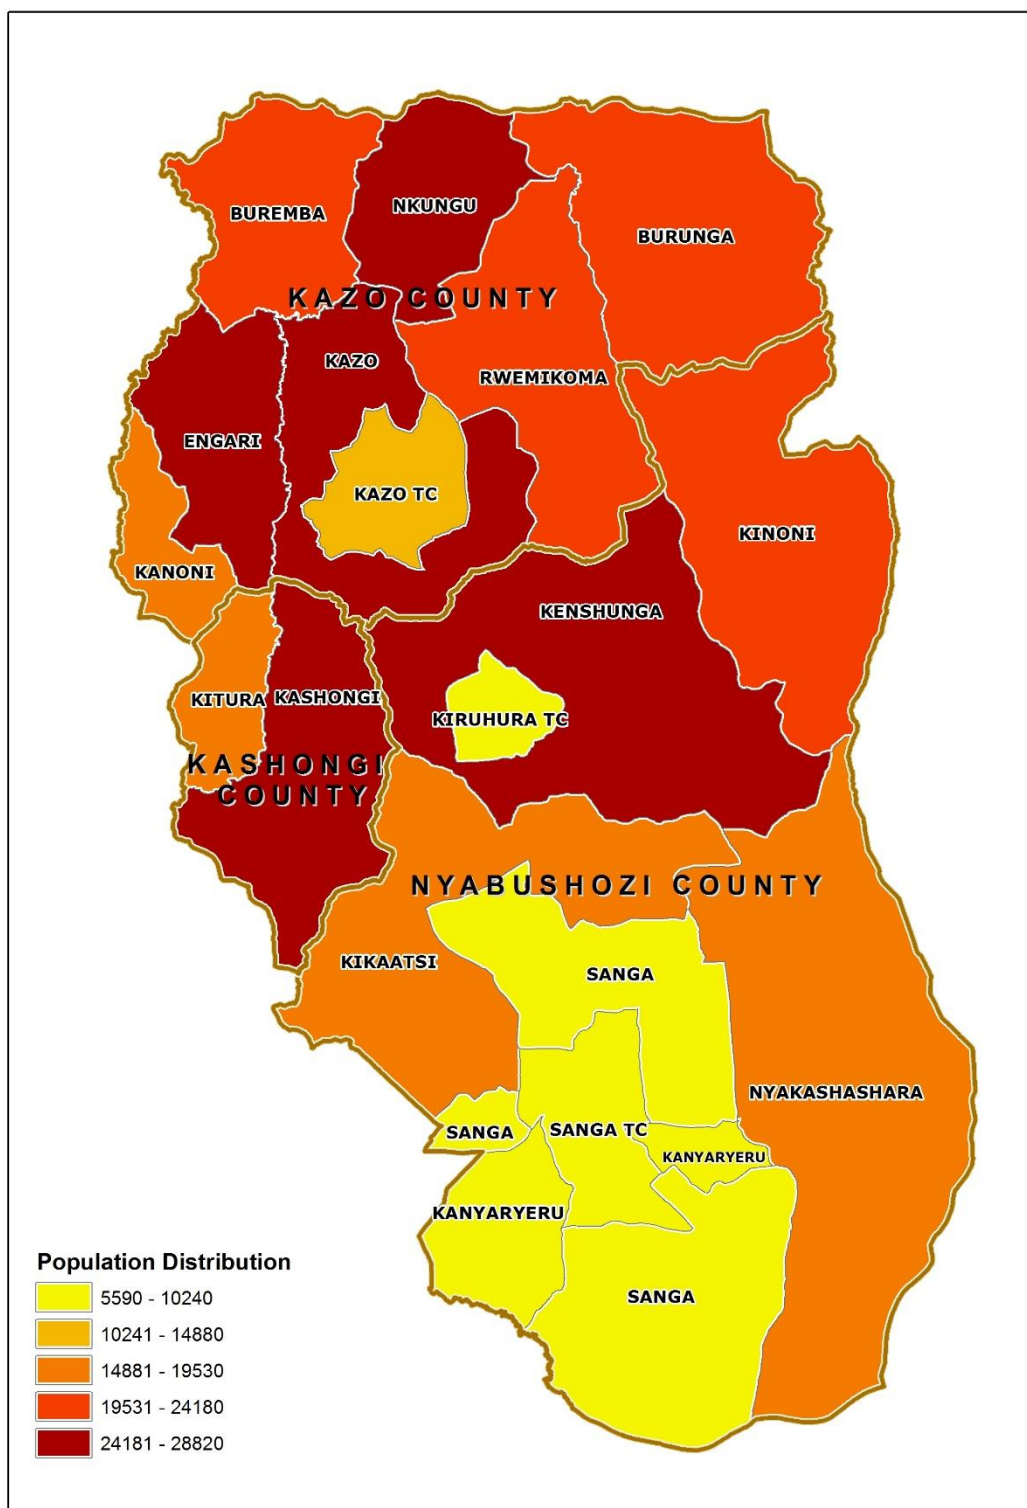 NKUNGU
BUREMBA
BURUNGA
KAZO COUNTY
KAZO
RWEMIKOMA
ENGARI
KAZO TC
KINONI
KANONI
KENSHUNGA
KITURA
KASHONGI
KIRUHURA TC
KASHONGI
COUNTY
NYABUSHOZI COUNTY
KIKAATSI
SANGA
NYAKASHASHARA
SANGA
SANGA TC
KANYARYERU
KANYARYERU
SANGA
Population Distribution
5590 - 10240
10241 - 14880
14881 - 19530
19531 - 24180
24181 - 28820